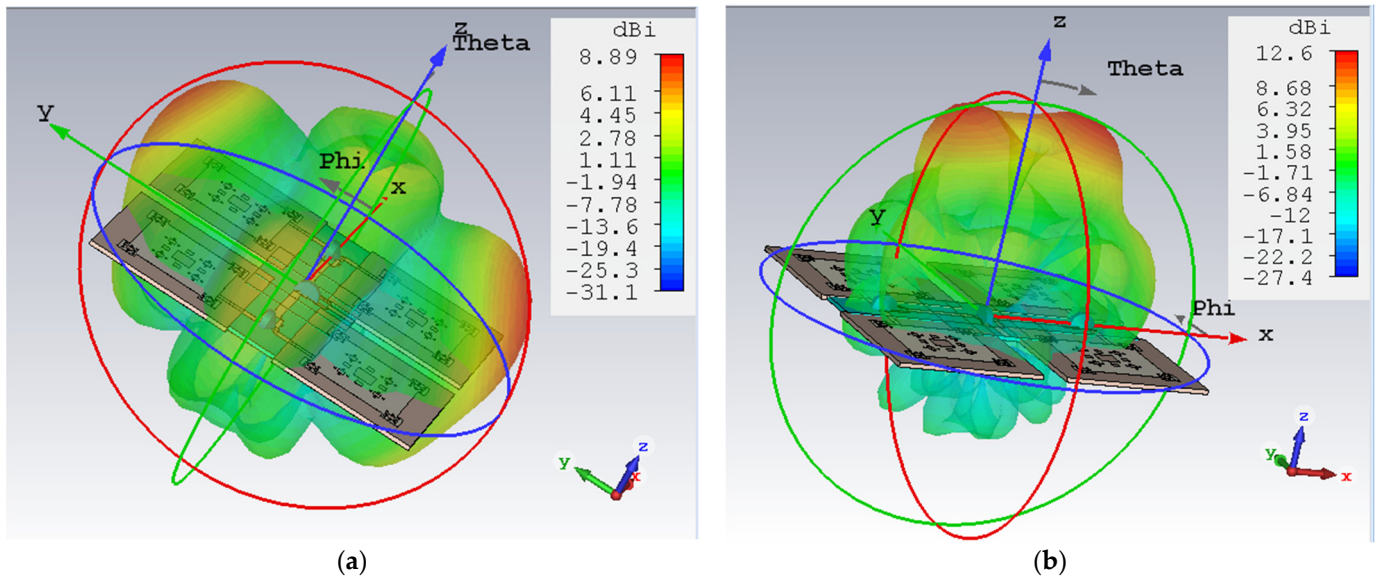 z
Theta
y
Phi
x
dBi
8.89
6.11
4.45
2.78
1.11
-1.94
-7.78
-13.6
-19.4
-25.3
-31.1
y
z
x
(a)
z
Theta
y
Phi
x
dBi
12.6
8.68
6.32
3.95
1.58
-1.71
-6.84
-12
-17.1
-22.2
-27.4
z
y
x
(b)